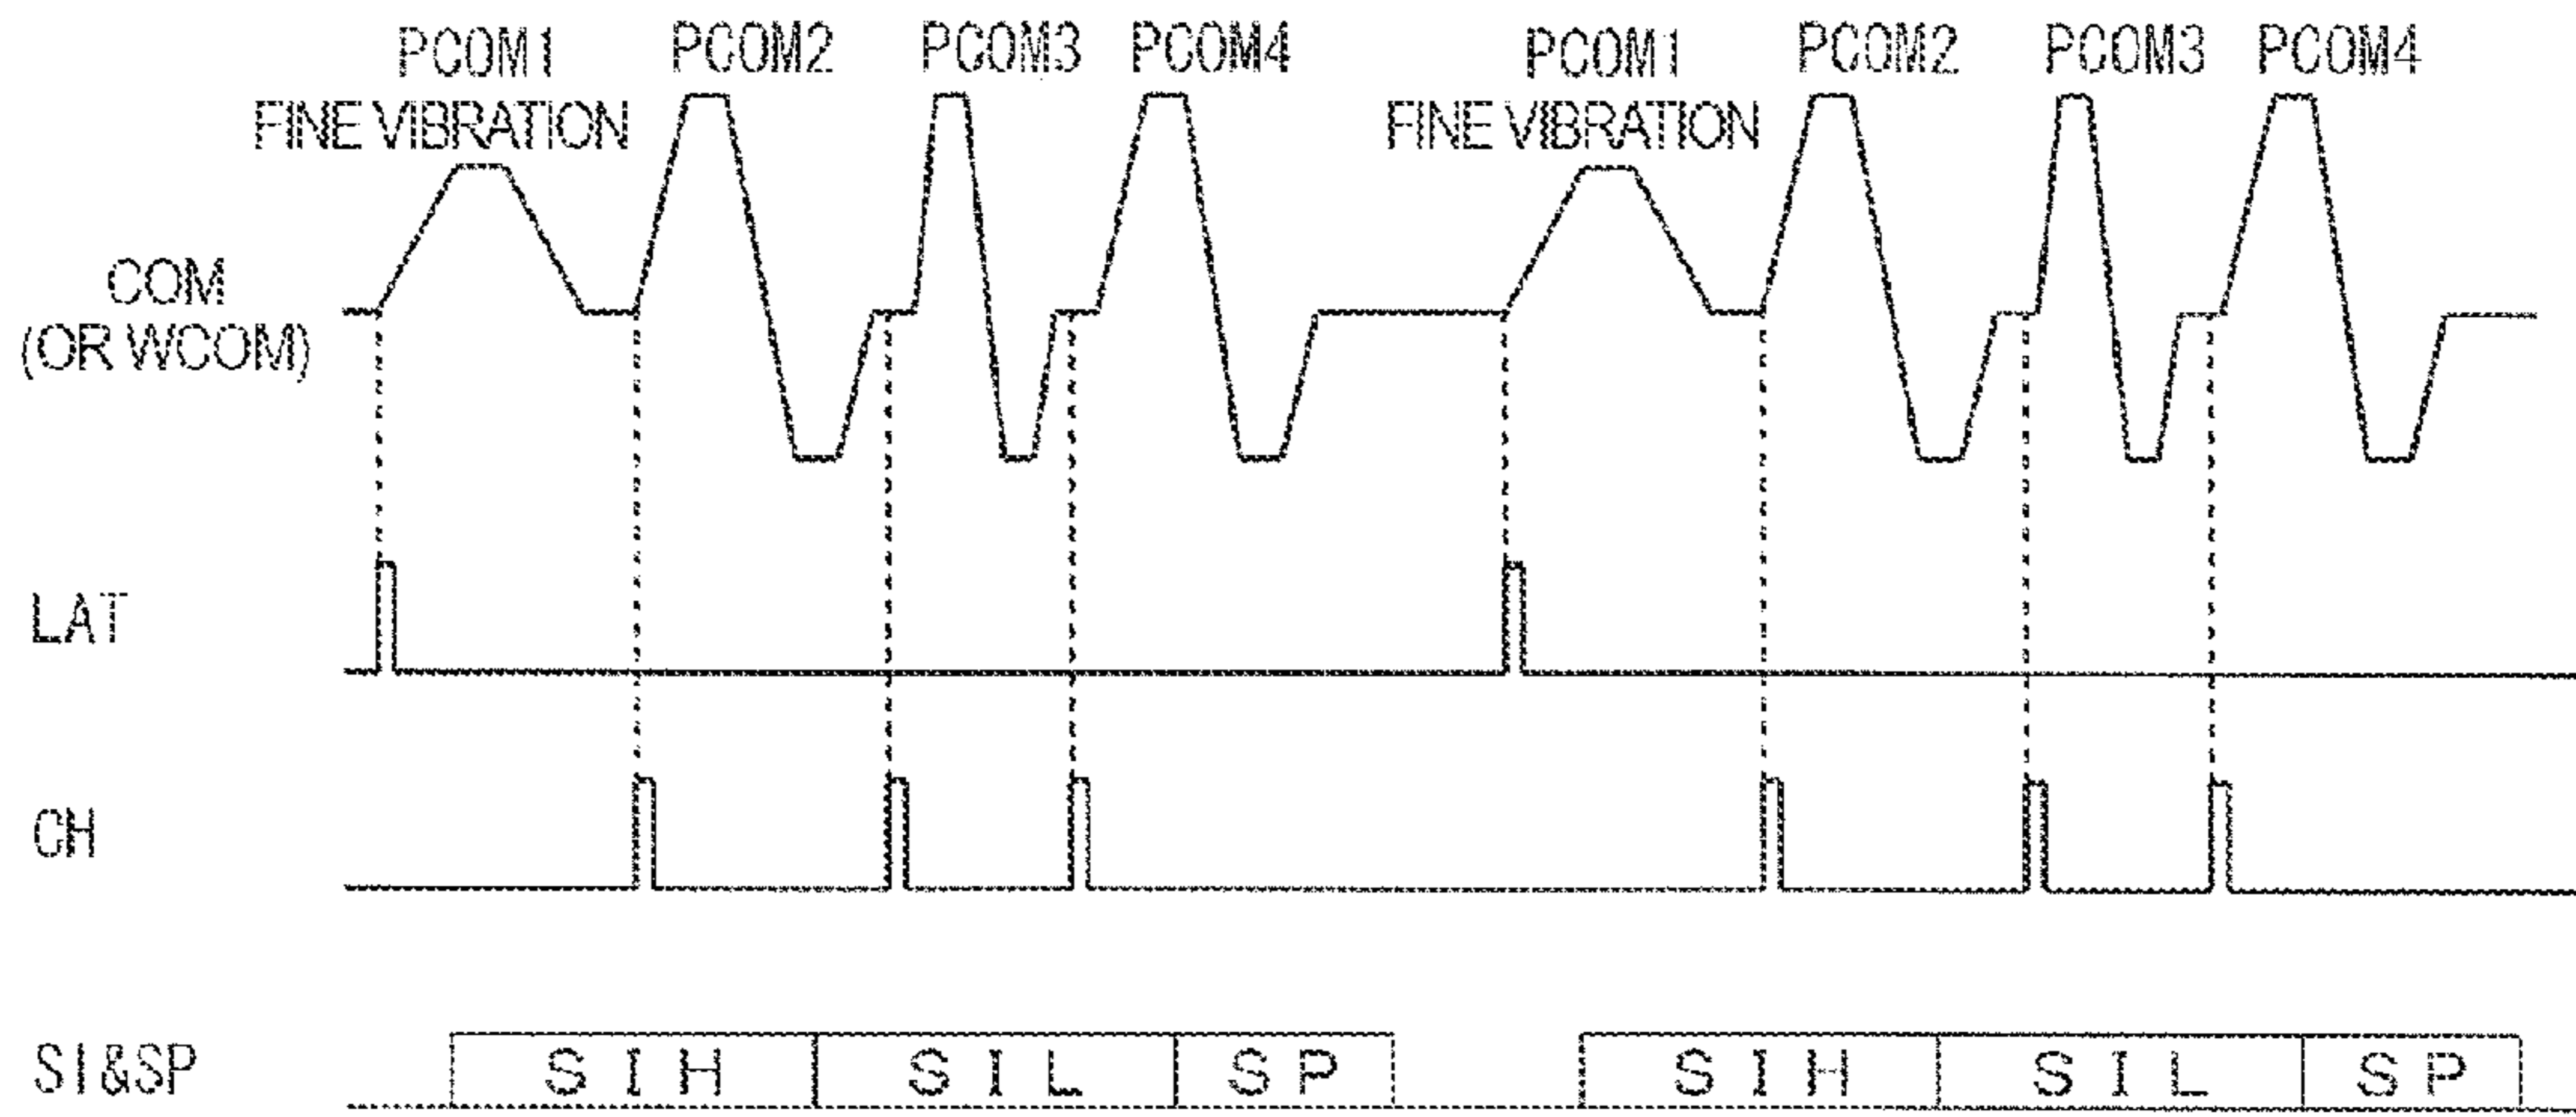 PCOM1 PCOM2 PCOM3 PCOM4 PCOM1 PCOM2 PCOM3 PCOM4
FINE VIBRATION FINE VIBRATION
COM
(OR WCOM)
LAT
CH
SI&SP SIH SIL SP SIH SIL SP